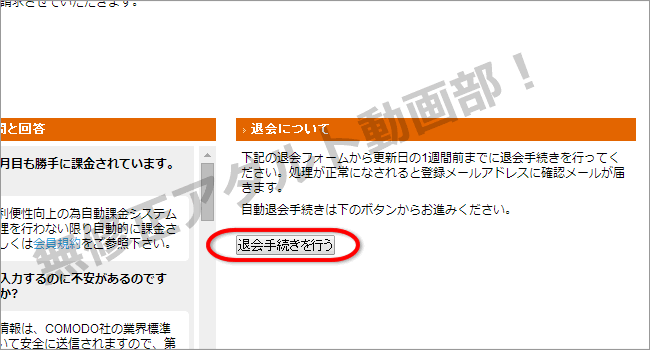 請求させていただきます。
問と回答
月目も勝手に課金されています。
利便性向上の為自動課金システム
理を行わない限り自動的に課金さ
しくは会員規約をご参照下さい。
入力するのに不安があるのです
か?
情報は、COMODO社の業界標準
いて安全に送信されますので、第
退会について
下記の退会フォームから更新日の1週間前までに退会手続きを行ってく
ださい。処理が正常になされると登録メールアドレスに確認メールが届
きます。
自動退会手続きは下のボタンからお進みください。
退会手続きを行う
無修正アダルト動画部！